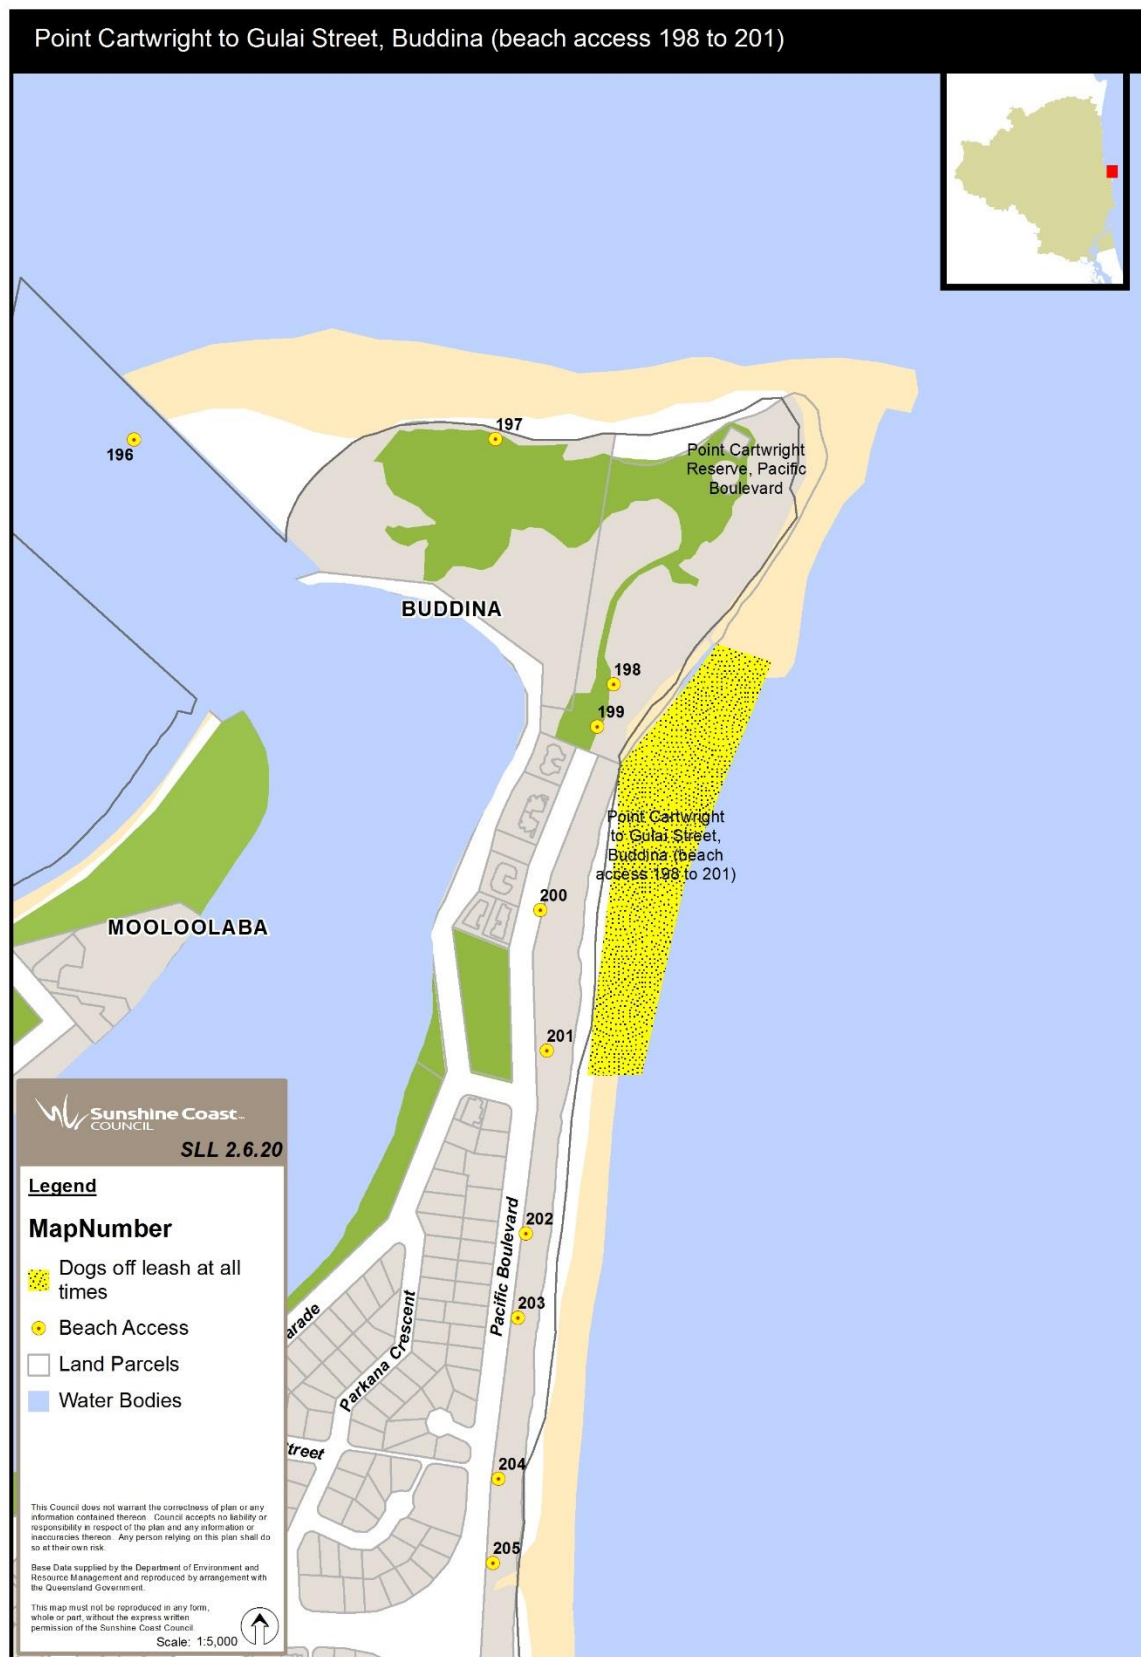 Point Cartwright to Gulai Street, Buddina (beach access 198 to 201)
197
196
Point Cartwright
Reserve, Pacific
Boulevard
BUDDINA
198
199
Point Cartwright
to Gulai Street,
Buddina (beach
access 198 to 201)
200
MOOLOOLABA
201
202
Pacific Boulevard
203
arade
Parkana Crescent
treet
204
205
Sunshine Coast
COUNCIL
SLL 2.6.20
Legend
MapNumber
Dogs off leash at all
times
Beach Access
Land Parcels
Water Bodies
This Council does not warrant the correctness of plan or any
information contained thereon. Council accepts no liability or
responsibility in respect of the plan and any information or
inaccuracies thereon. Any person relying on this plan shall do
so at their own risk.
Base Data supplied by the Department of Environment and
Resource Management and reproduced by arrangement with
the Queensland Government.
This map must not be reproduced in any form,
whole or part, without the express written
permission of the Sunshine Coast Council.
Scale: 1:5,000